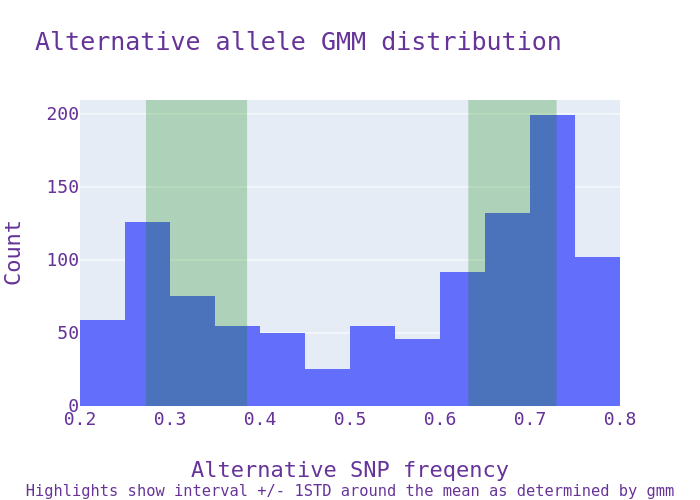 Alternative allele GMM distribution
Count
200
150
100
50
0
0.2 0.3 0.4 0.5 0.6 0.7 0.8
Alternative SNP freqency
Highlights show interval +/- 1STD around the mean as determined by gmm